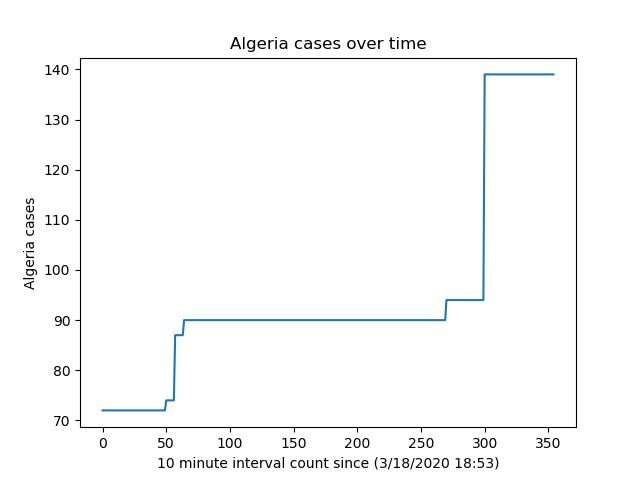 Algeria cases over time
140
130
120
110
100
90
80
70
Algeria cases
0 50 100 150 200 250 300 350
10 minute interval count since (3/18/2020 18:53)